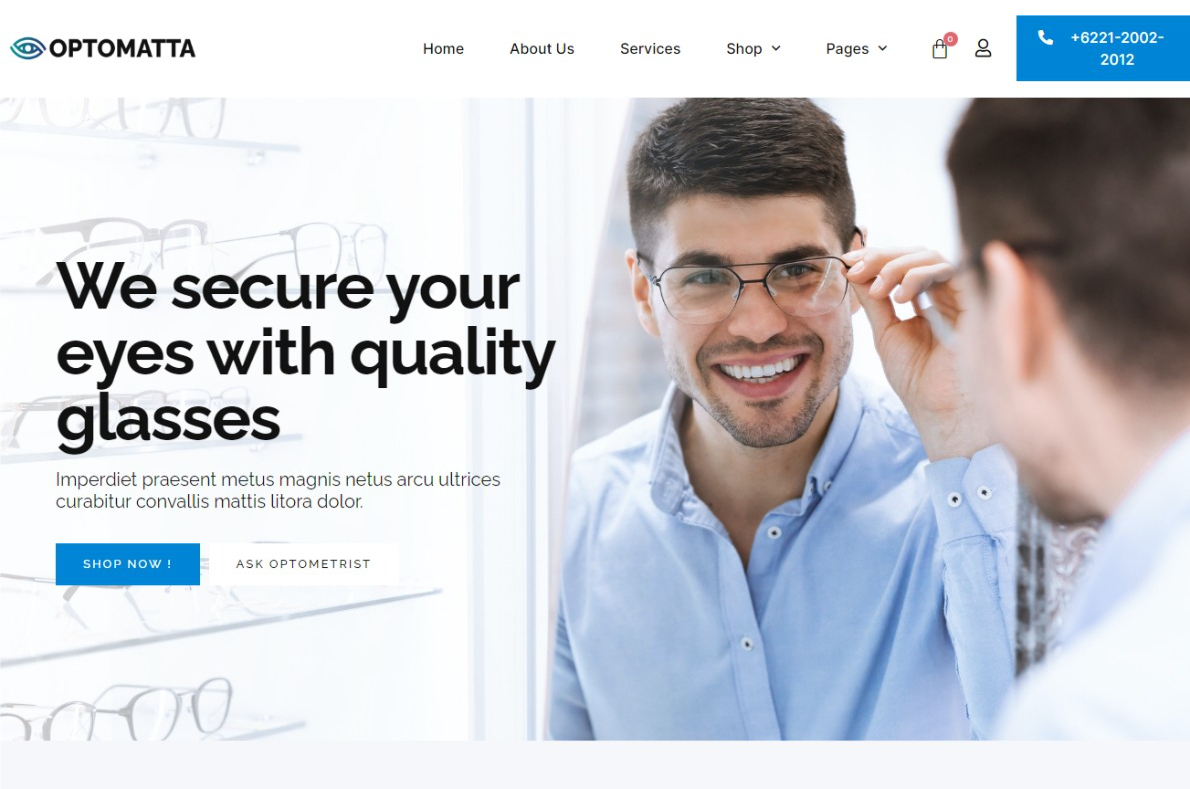 OPTOMATTA
Home
About Us
Services
Shop
Pages
0
+6221-2002-
2012
We secure your
eyes with quality
glasses
Imperdiet praesent metus magnis netus arcu ultrices
curabitur convallis mattis litora dolor.
SHOP NOW !
ASK OPTOMETRIST